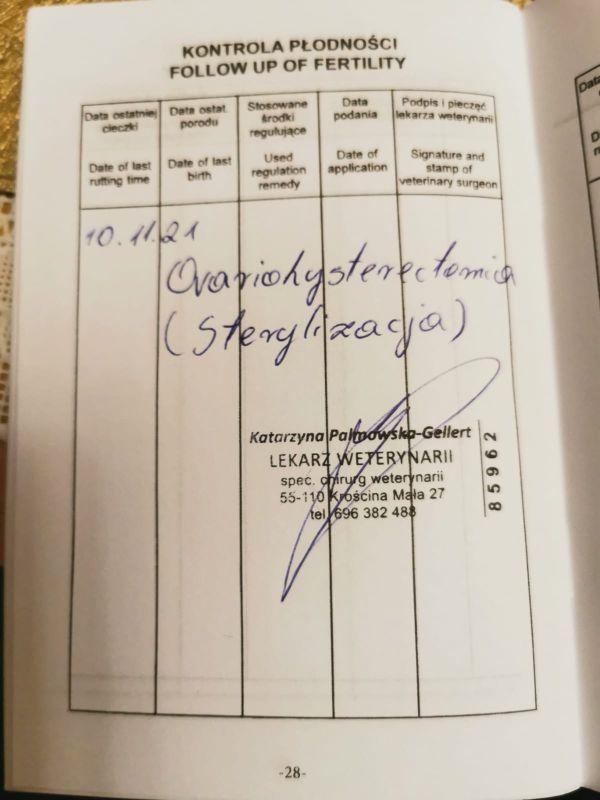 KONTROLA PŁODNOŚCI
FOLLOW UP OF FERTILITY
Data ostatniej cieczki
Data ostat. porodu
Stosowane środki regulujące
Data podania
Podpis i pieczęć lekarza weterynarii
Date of last rutting time
Date of last birth
Used regulation remedy
Date of application
Signature and stamp of veterinary surgeon
10.11.21
Ovariohysterectomia
(Sterylizacja)
Katarzyna Palmowska-Gellert
LEKARZ WETERYNARII
spec. chirurg weterynarii
55-110 Krościna Mała 27
tel. 696 382 488
85962
-28-